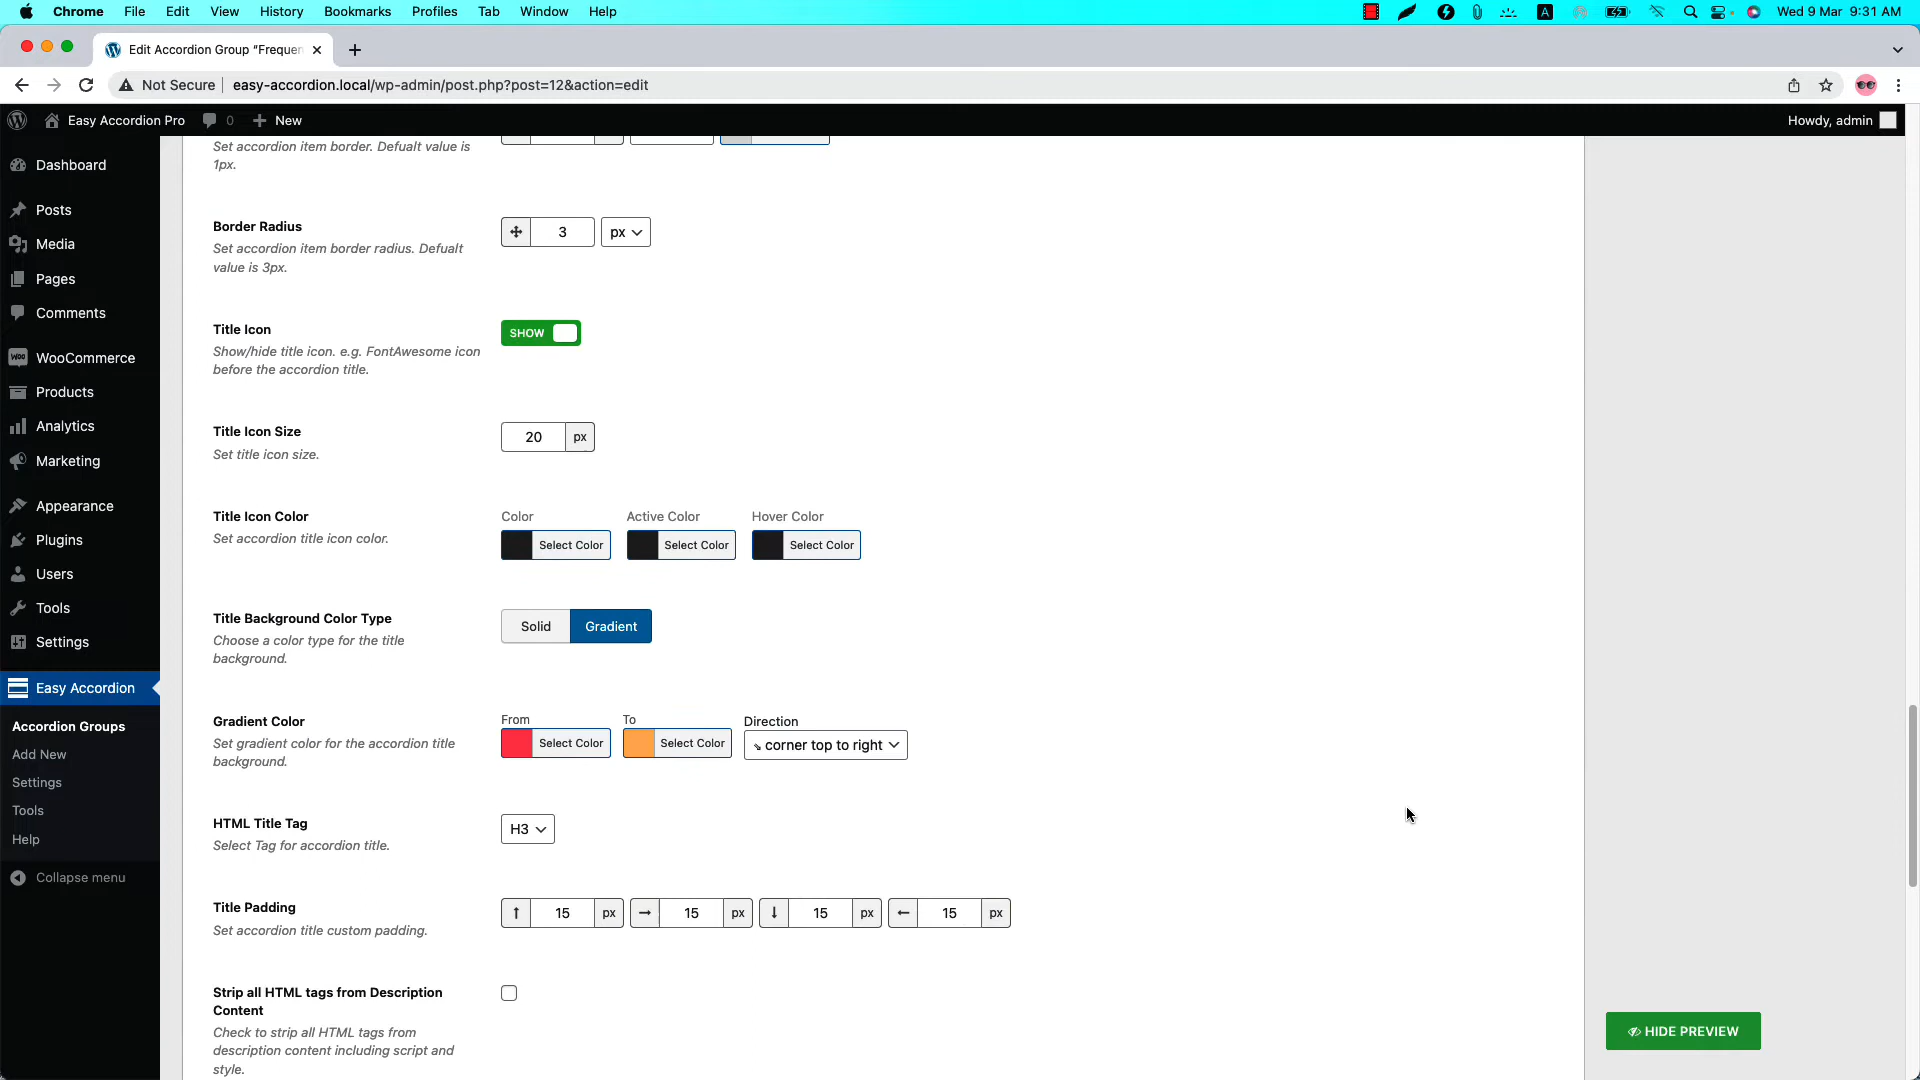 Chrome File Edit View History Bookmarks Profiles Tab Window Help A Wed 9 Mar 9:31 AM
Edit Accordion Group “Frequen
Not Secure easy-accordion.local/wp-admin/post.php?post=12&action=edit
Easy Accordion Pro 0 New Howdy, admin
Dashboard
Posts
Media
Pages
Comments
WooCommerce
Products
Analytics
Marketing
Appearance
Plugins
Users
Tools
Settings
Easy Accordion
Accordion Groups
Add New
Settings
Tools
Help
Collapse menu
Set accordion item border. Defualt value is
1px.
Border Radius
Set accordion item border radius. Defualt
value is 3px.
3 px
Title Icon
Show/hide title icon. e.g. FontAwesome icon
before the accordion title.
SHOW
Title Icon Size
Set title icon size.
20 px
Title Icon Color
Set accordion title icon color.
Color Active Color Hover Color
Select Color Select Color Select Color
Title Background Color Type
Choose a color type for the title
background.
Solid Gradient
Gradient Color
Set gradient color for the accordion title
background.
From To Direction
Select Color Select Color ⇘ corner top to right
HTML Title Tag
Select Tag for accordion title.
H3
Title Padding
Set accordion title custom padding.
15 px 15 px 15 px 15 px
Strip all HTML tags from Description
Content
Check to strip all HTML tags from
description content including script and
style.
HIDE PREVIEW